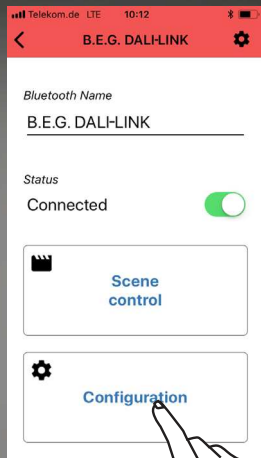 Telekom.de LTE 10:12
B.E.G. DALI-LINK
Bluetooth Name
B.E.G. DALI-LINK
Status
Connected
Scene
control
Configuration